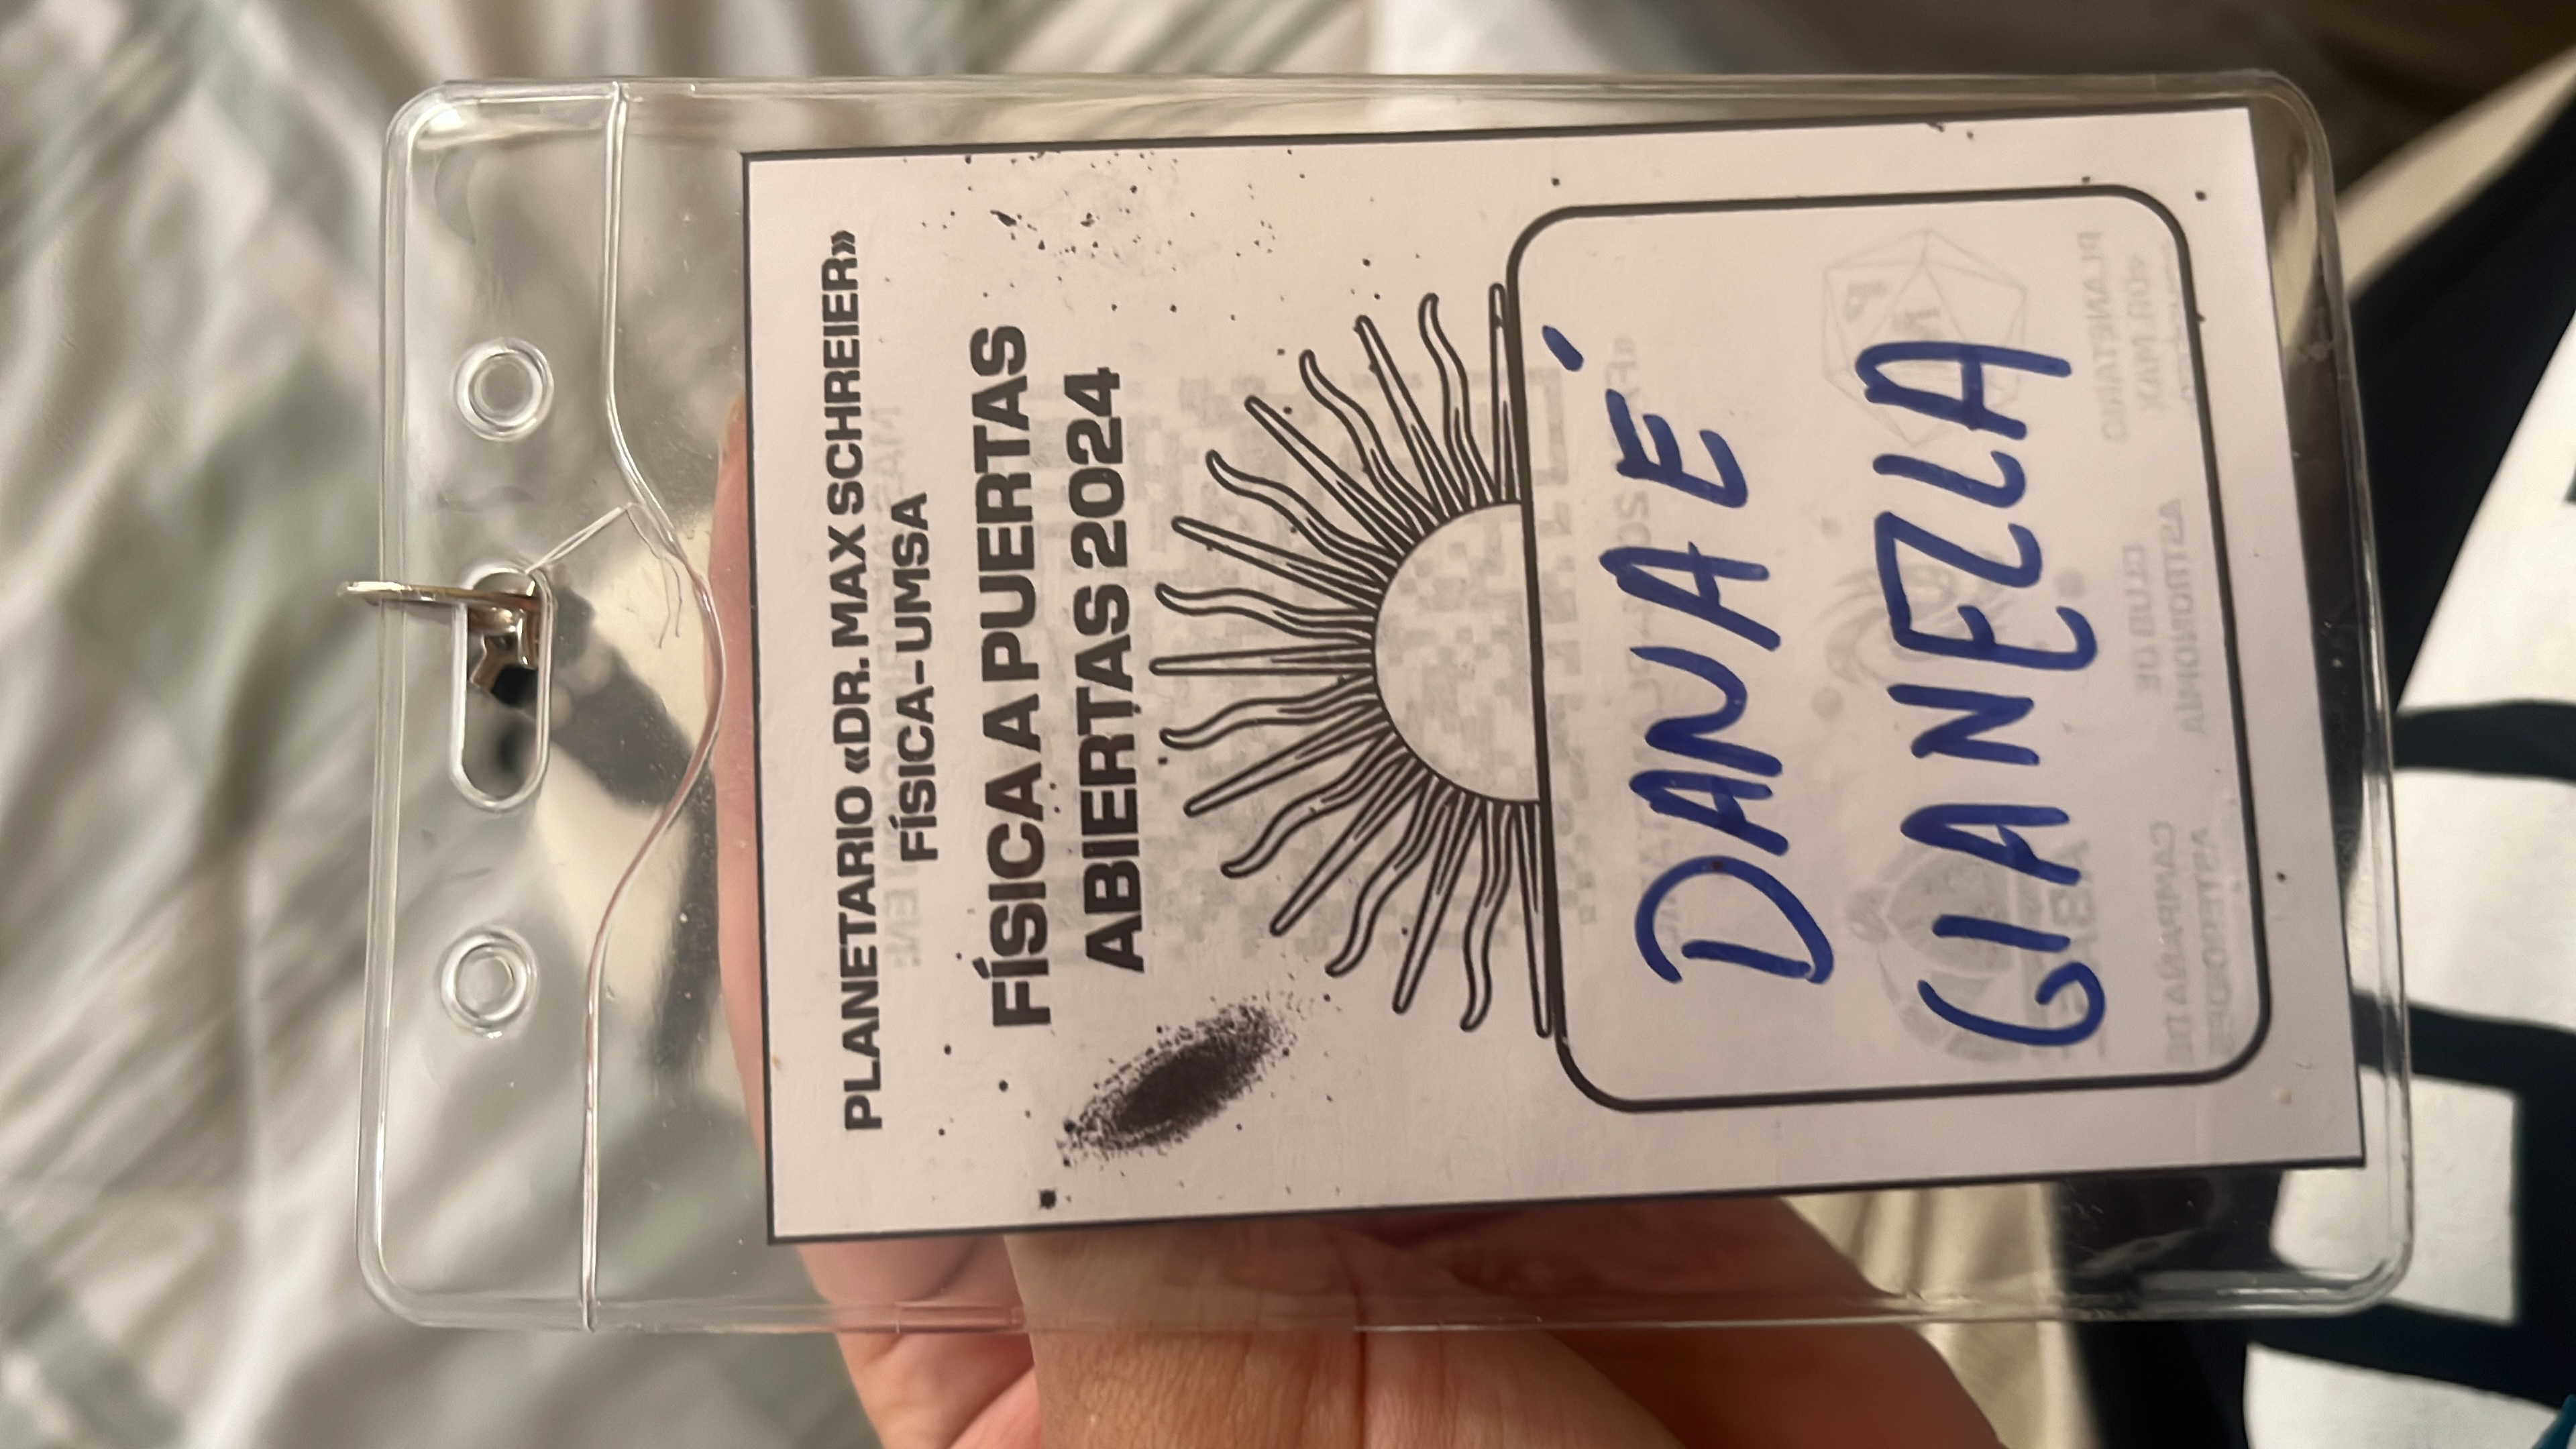 PLANETARIO «DR. MAX SCHREIER»
FÍSICA-UMSA
FÍSICA A PUERTAS
ABIERTAS 2024
DANAÉ
GIANELLA